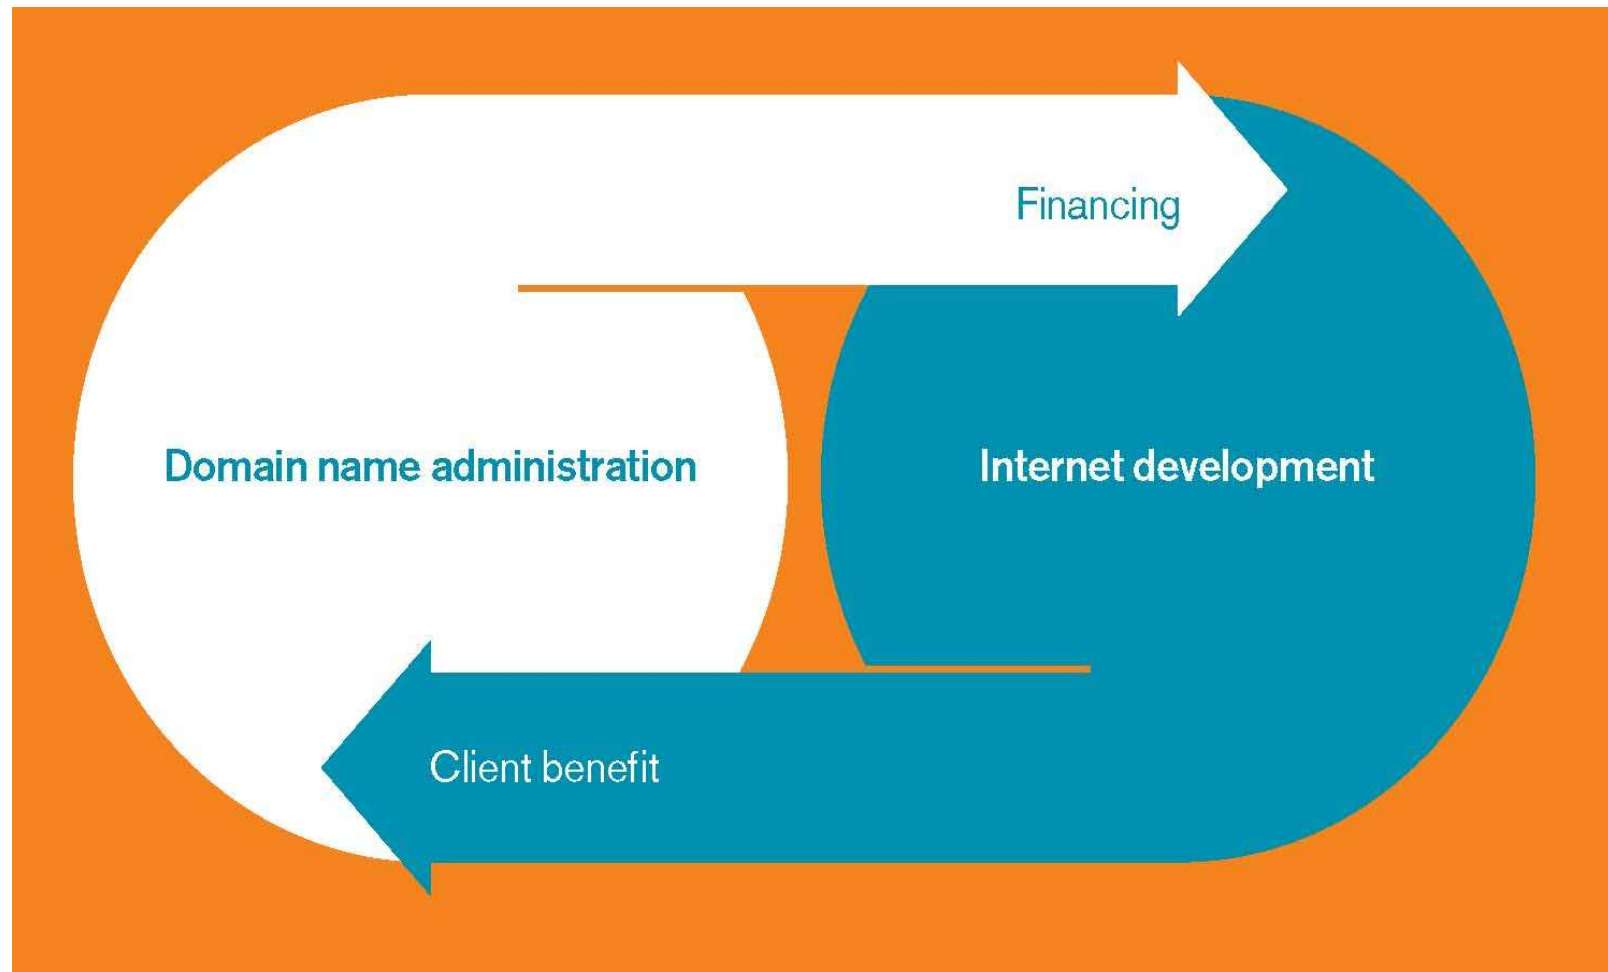 Financing
Domain name administration
Internet development
Client benefit